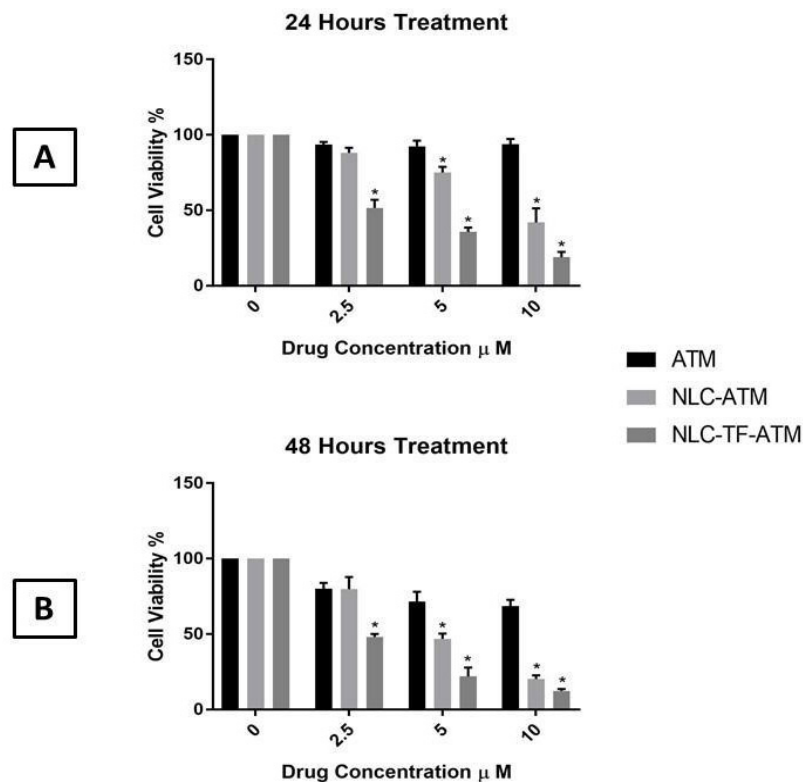 24 Hours Treatment
A
Cell Viability %
150
100
50
0
0
2.5
5
10
* * * * *
Drug Concentration μ M
ATM
NLC-ATM
NLC-TF-ATM
48 Hours Treatment
B
Cell Viability %
150
100
50
0
0
2.5
5
10
* * * * *
Drug Concentration μ M